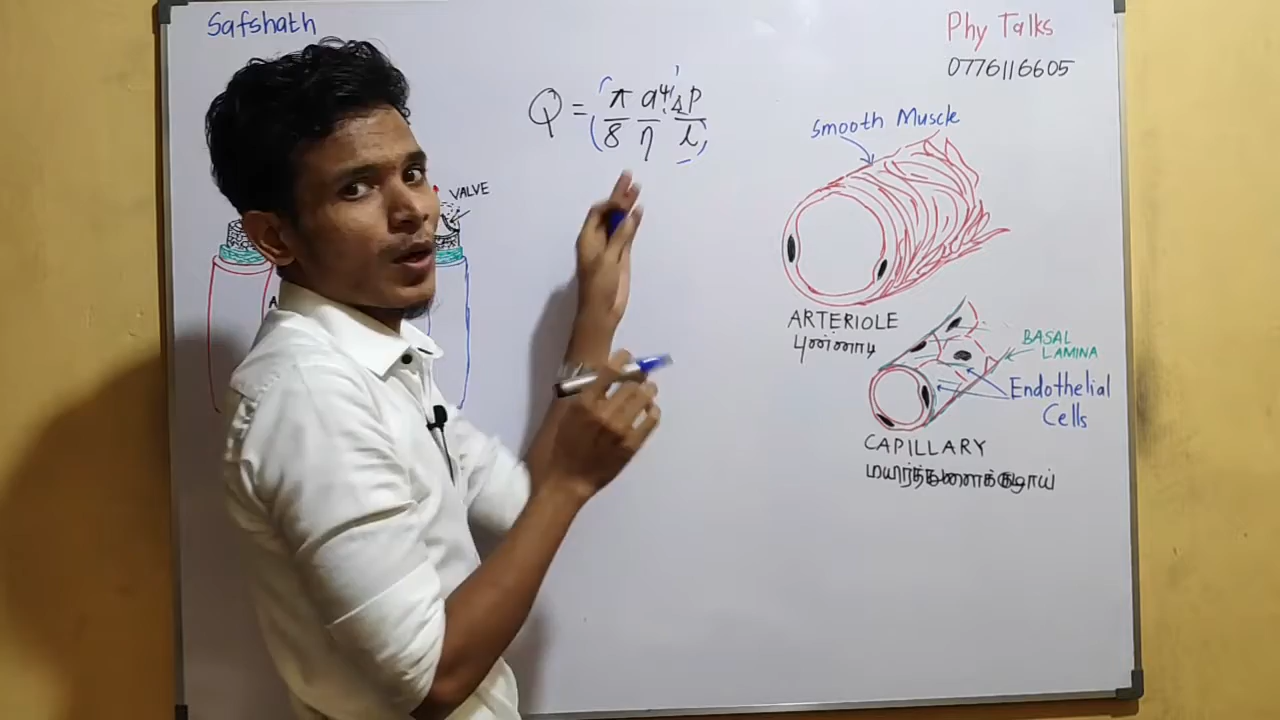 Safshath
Phy Talks
0776116605
Q = π/8 a⁴/η Δp/l
VALVE
Smooth Muscle
ARTERIOLE
புன்னாடி
BASAL
LAMINA
Endothelial
Cells
CAPILLARY
மயிர்த்துளைக்குழாய்